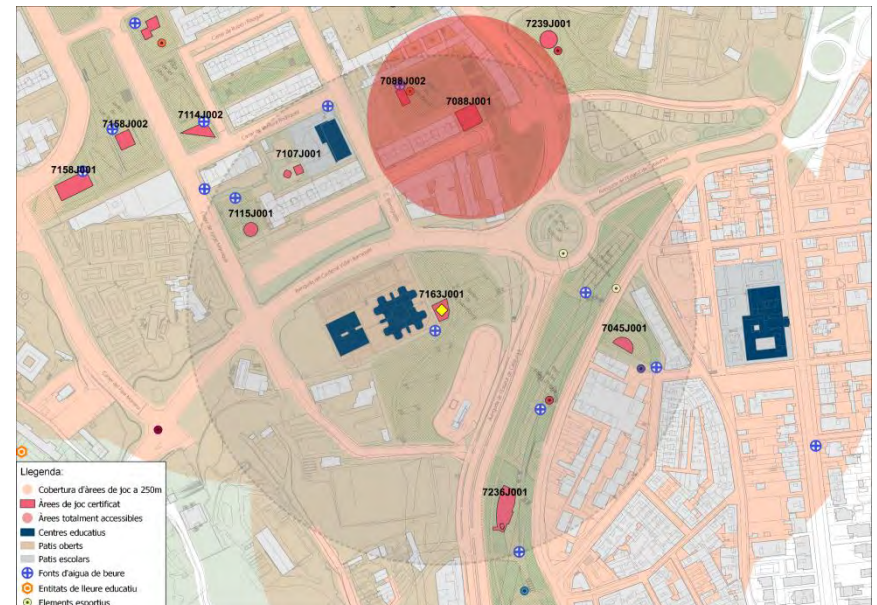 7239J001
7088J002
7088J001
7114J002
7158J002
7107J001
7158J001
7115J001
7163J001
7045J001
7236J001
Llegenda:
Cobertura d'àrees de joc a 250m
Àrees de joc certificat
Àrees totalment accessibles
Centres educatius
Patis oberts
Patis escolars
Fonts d'aigua de beure
Entitats de lleure educatiu
Elements esportius